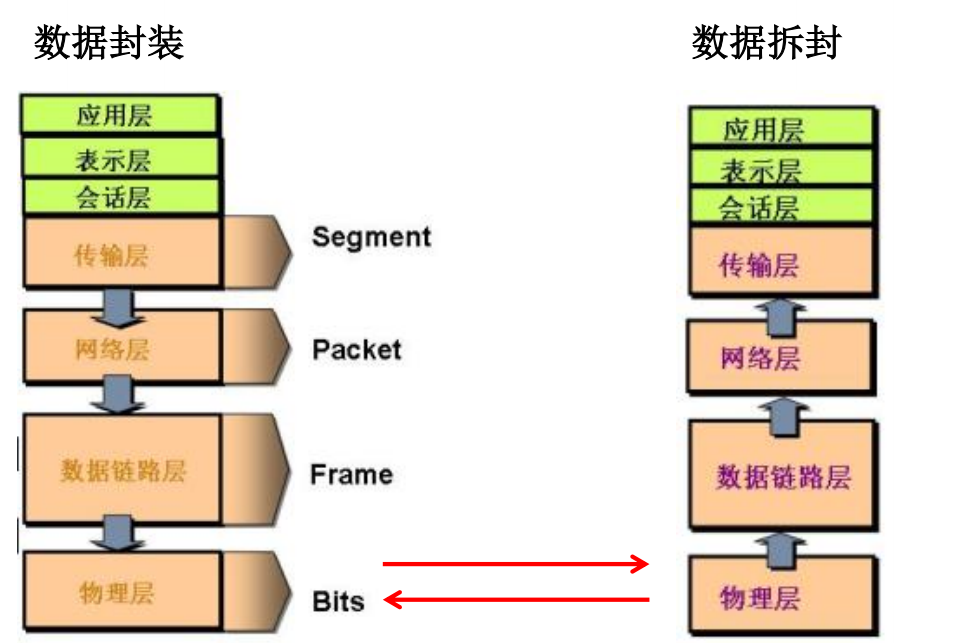 数据封装
应用层
表示层
会话层
传输层
Segment
网络层
Packet
数据链路层
Frame
物理层
Bits
数据拆封
应用层
表示层
会话层
传输层
网络层
数据链路层
物理层